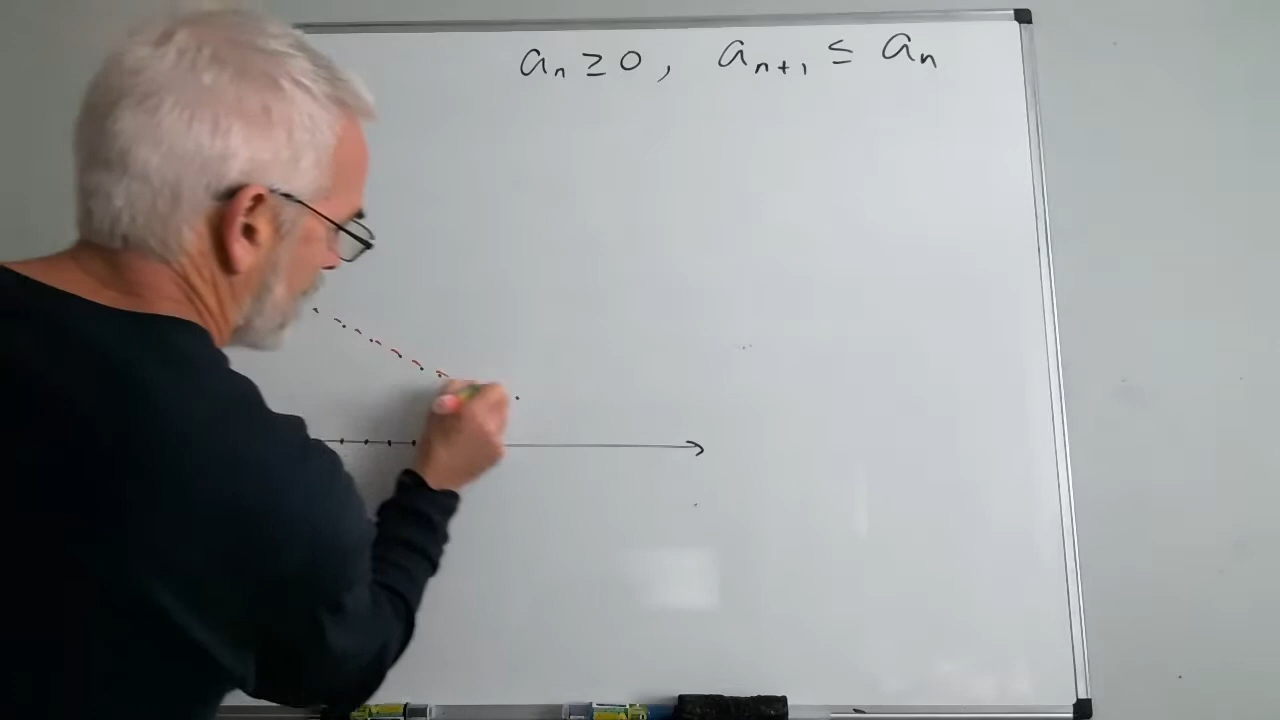 aₙ ≥ 0, aₙ₊₁ ≤ aₙ